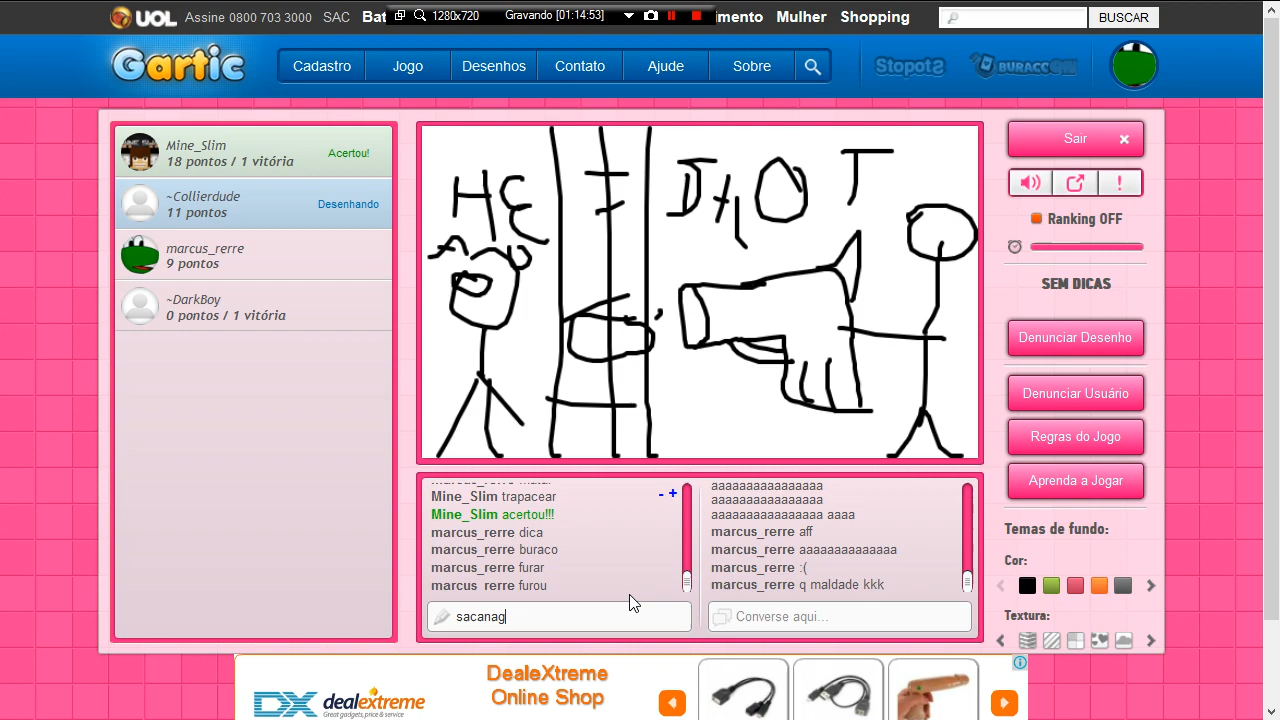 UOL Assine 0800 703 3000 SAC Bat 1280x720 Gravando [01:14:53] imento Mulher Shopping BUSCAR
Gartic Cadastro Jogo Desenhos Contato Ajuda Sobre Stopots BURACOON
Mine_Slim
18 pontos / 1 vitória
Acertou!
~Collierdude
11 pontos
Desenhando
marcus_rerre
9 pontos
~DarkBoy
0 pontos / 1 vitória
HE I DHOT
Mine_Slim trapacear
- +
Mine_Slim acertou!!!
marcus_rerre dica
marcus_rerre buraco
marcus_rerre furar
marcus_rerre furou
sacanag
aaaaaaaaaaaaaaaa
aaaaaaaaaaaaaaaa
aaaaaaaaaaaaaaaa aaaa
marcus_rerre aff
marcus_rerre aaaaaaaaaaaaaa
marcus_rerre :(
marcus_rerre q maldade kkk
Converse aqui...
Sair
!
Ranking OFF
SEM DICAS
Denunciar Desenho
Denunciar Usuário
Regras do Jogo
Aprenda a Jogar
Temas de fundo:
Cor:
Textura:
DX dealextreme
Great gadgets, price & service
DealeXtreme
Online Shop